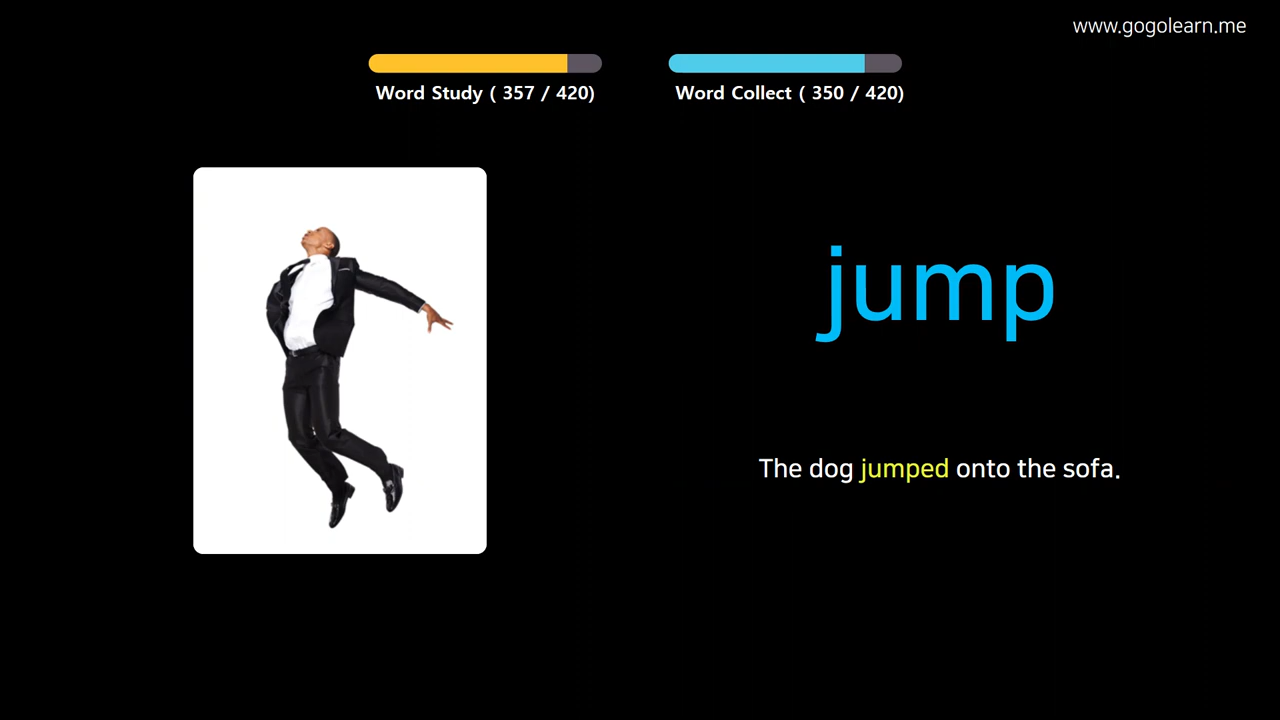 www.gogolearn.me
Word Study ( 357 / 420)
Word Collect ( 350 / 420)
jump
The dog jumped onto the sofa.